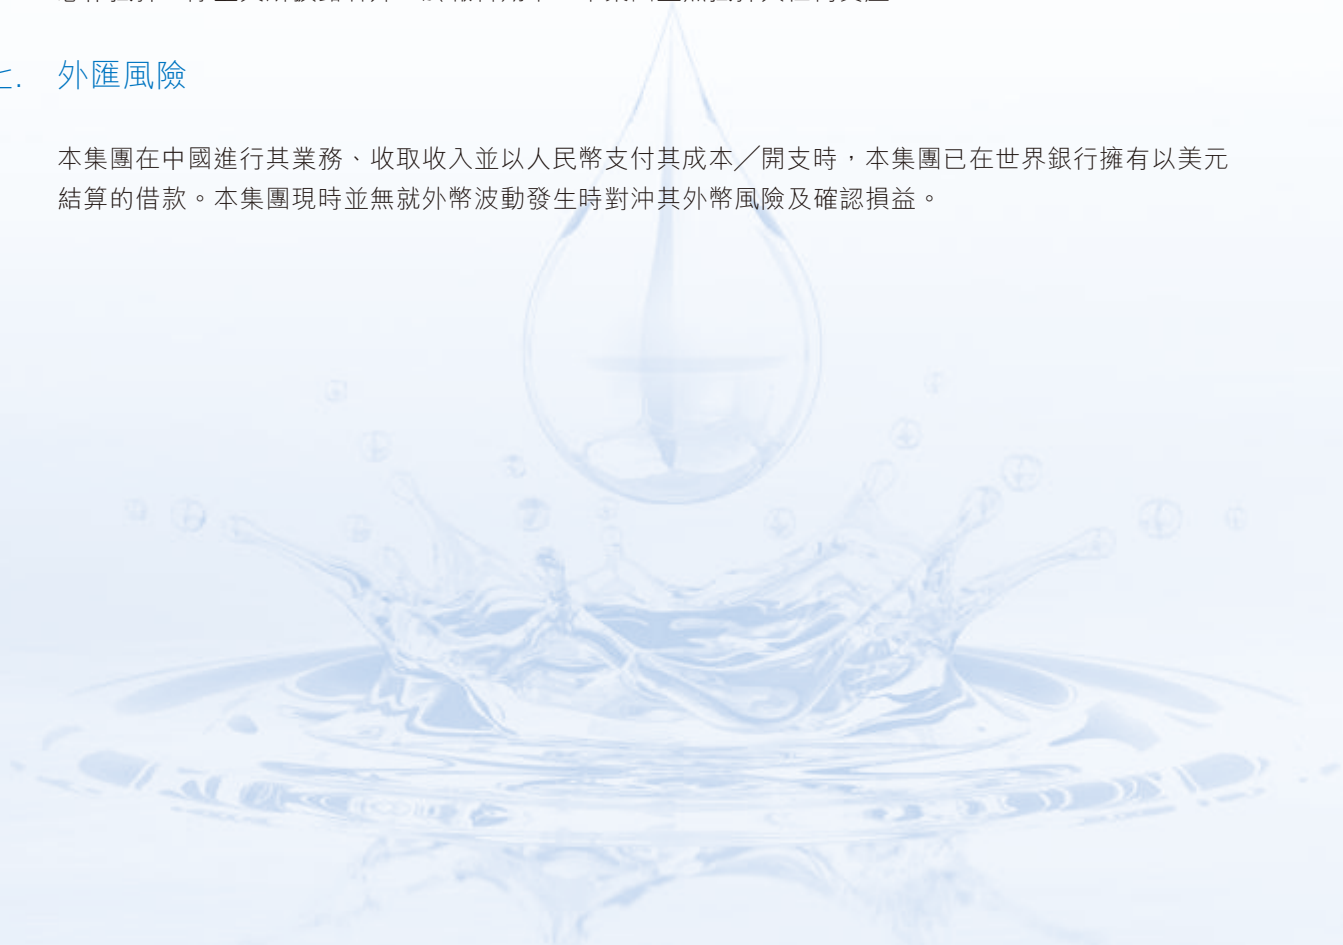 七. 外匯風險
本集團在中國進行其業務、收取收入並以人民幣支付其成本╱開支時，本集團已在世界銀行擁有以美元
結算的借款。本集團現時並無就外幣波動發生時對沖其外幣風險及確認損益。